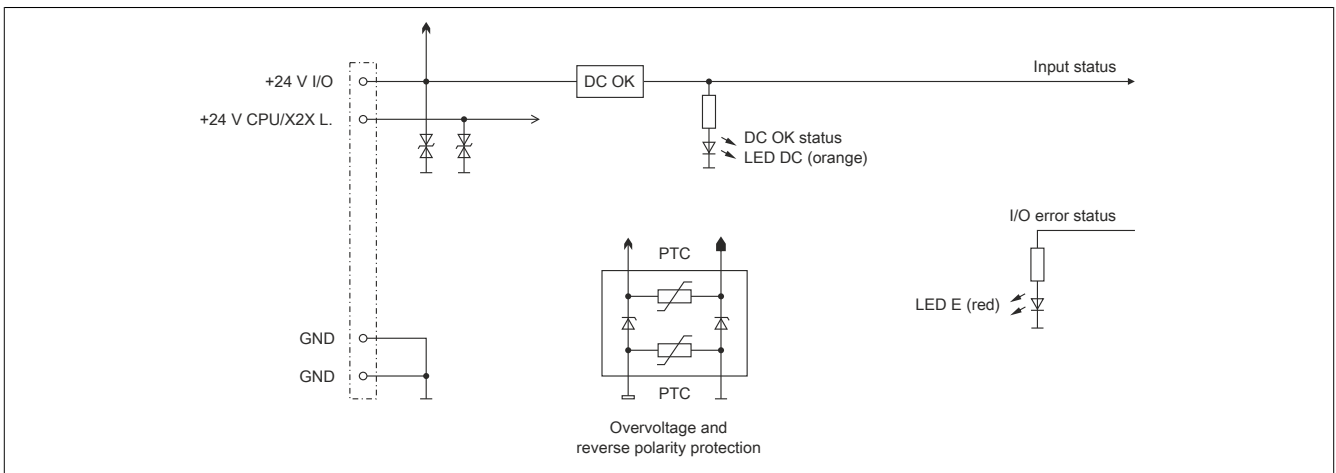 +24 V I/O
DC OK
Input status
+24 V CPU/X2X L.
DC OK status
LED DC (orange)
I/O error status
PTC
LED E (red)
GND
GND
PTC
Overvoltage and
reverse polarity protection